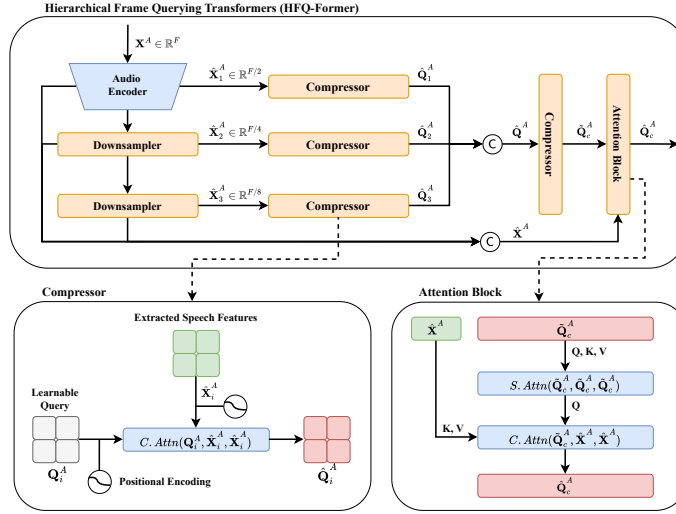 Hierarchical Frame Querying Transformers (HFQ-Former)
X^A ∈ ℝ^F
Audio
Encoder
X̂_1^A ∈ ℝ^{F/2}
Compressor
Q̂_1^A
Downsampler
X̂_2^A ∈ ℝ^{F/4}
Compressor
Q̂_2^A
C
Q̂^A
Compressor
Q̃_c^A
Attention Block
Q̂_c^A
Downsampler
X̂_3^A ∈ ℝ^{F/8}
Compressor
Q̂_3^A
C
X̂^A
Compressor
Extracted Speech Features
X̂_i^A
Learnable
Query
C.Attn(Q_i^A, X̂_i^A, X̂_i^A)
Q_i^A
Positional Encoding
Q̂_i^A
Attention Block
X̂^A
Q̃_c^A
Q, K, V
S.Attn(Q̃_c^A, Q̃_c^A, Q̃_c^A)
Q
K, V
C.Attn(Q̃_c^A, X̂^A, X̂^A)
Q̂_c^A